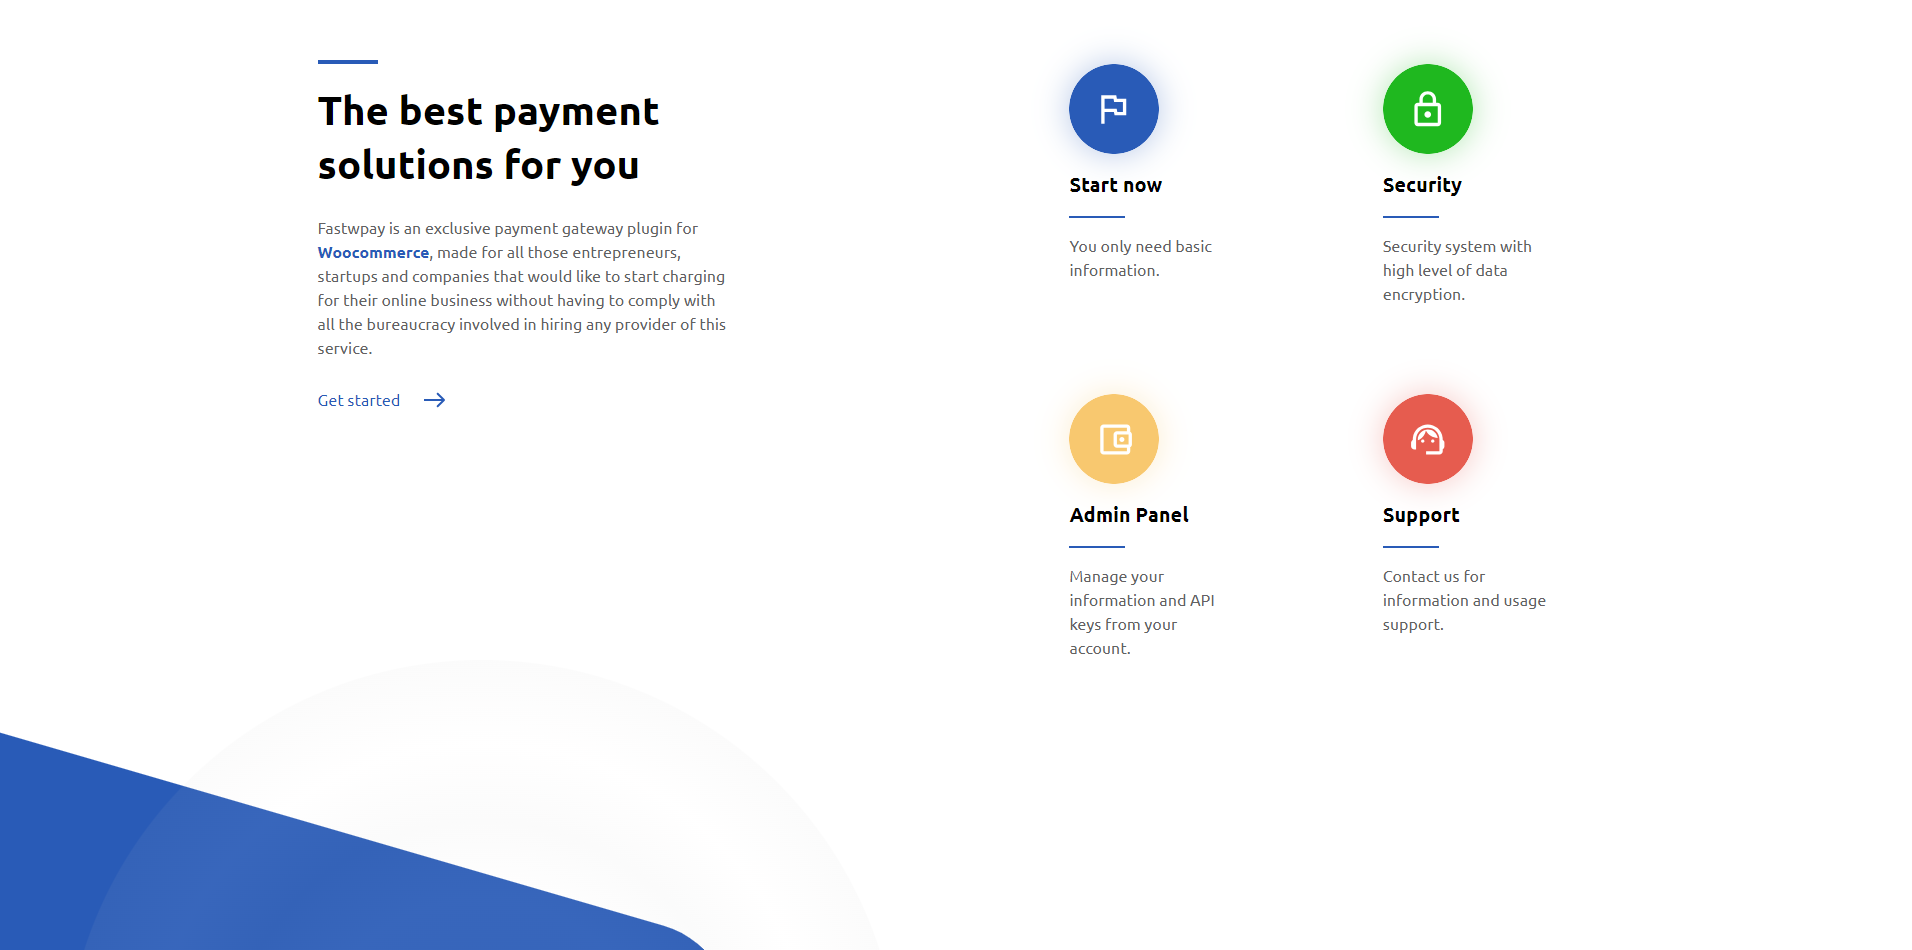 The best payment
solutions for you
Fastwpay is an exclusive payment gateway plugin for
Woocommerce, made for all those entrepreneurs,
startups and companies that would like to start charging
for their online business without having to comply with
all the bureaucracy involved in hiring any provider of this
service.
Get started
Start now
You only need basic
information.
Security
Security system with
high level of data
encryption.
Admin Panel
Manage your
information and API
keys from your
account.
Support
Contact us for
information and usage
support.